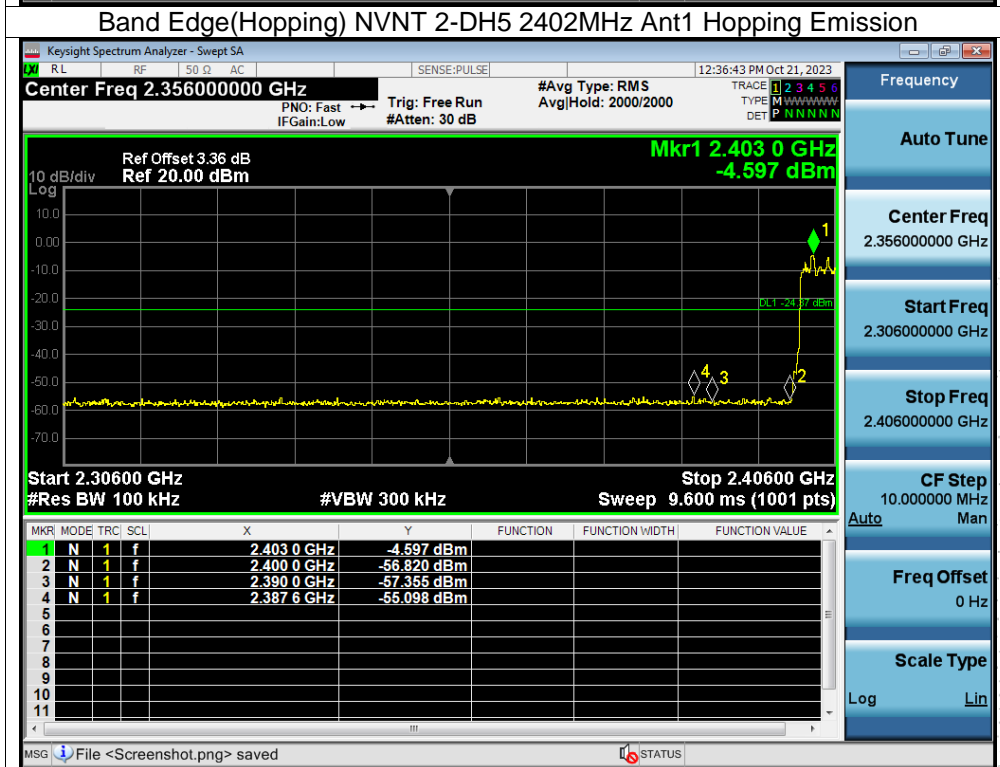 Band Edge(Hopping) NVNT 2-DH5 2402MHz Ant1 Hopping Emission
Keysight Spectrum Analyzer - Swept SA
LXI RL RF 50 Ω AC SENSE:PULSE 12:36:43 PM Oct 21, 2023
Center Freq 2.356000000 GHz
PNO: Fast
IFGain:Low
Trig: Free Run
#Atten: 30 dB
#Avg Type: RMS
Avg|Hold: 2000/2000
TRACE 1 2 3 4 5 6
TYPE M WWWWW
DET P N N N N N
Ref Offset 3.36 dB
Ref 20.00 dBm
10 dB/div
Log
Mkr1 2.403 0 GHz
-4.597 dBm
10.0
0.00
-10.0
-20.0
-30.0
-40.0
-50.0
-60.0
-70.0
1
DL1 -24.37 dBm
4
3
2
Start 2.30600 GHz
#Res BW 100 kHz
#VBW 300 kHz
Stop 2.40600 GHz
Sweep 9.600 ms (1001 pts)
MKR MODE TRC SCL X Y FUNCTION FUNCTION WIDTH FUNCTION VALUE
1 N 1 f 2.403 0 GHz -4.597 dBm
2 N 1 f 2.400 0 GHz -56.820 dBm
3 N 1 f 2.390 0 GHz -57.355 dBm
4 N 1 f 2.387 6 GHz -55.098 dBm
5
6
7
8
9
10
11
MSG File <Screenshot.png> saved STATUS
Frequency
Auto Tune
Center Freq
2.356000000 GHz
Start Freq
2.306000000 GHz
Stop Freq
2.406000000 GHz
CF Step
10.000000 MHz
Auto Man
Freq Offset
0 Hz
Scale Type
Log Lin